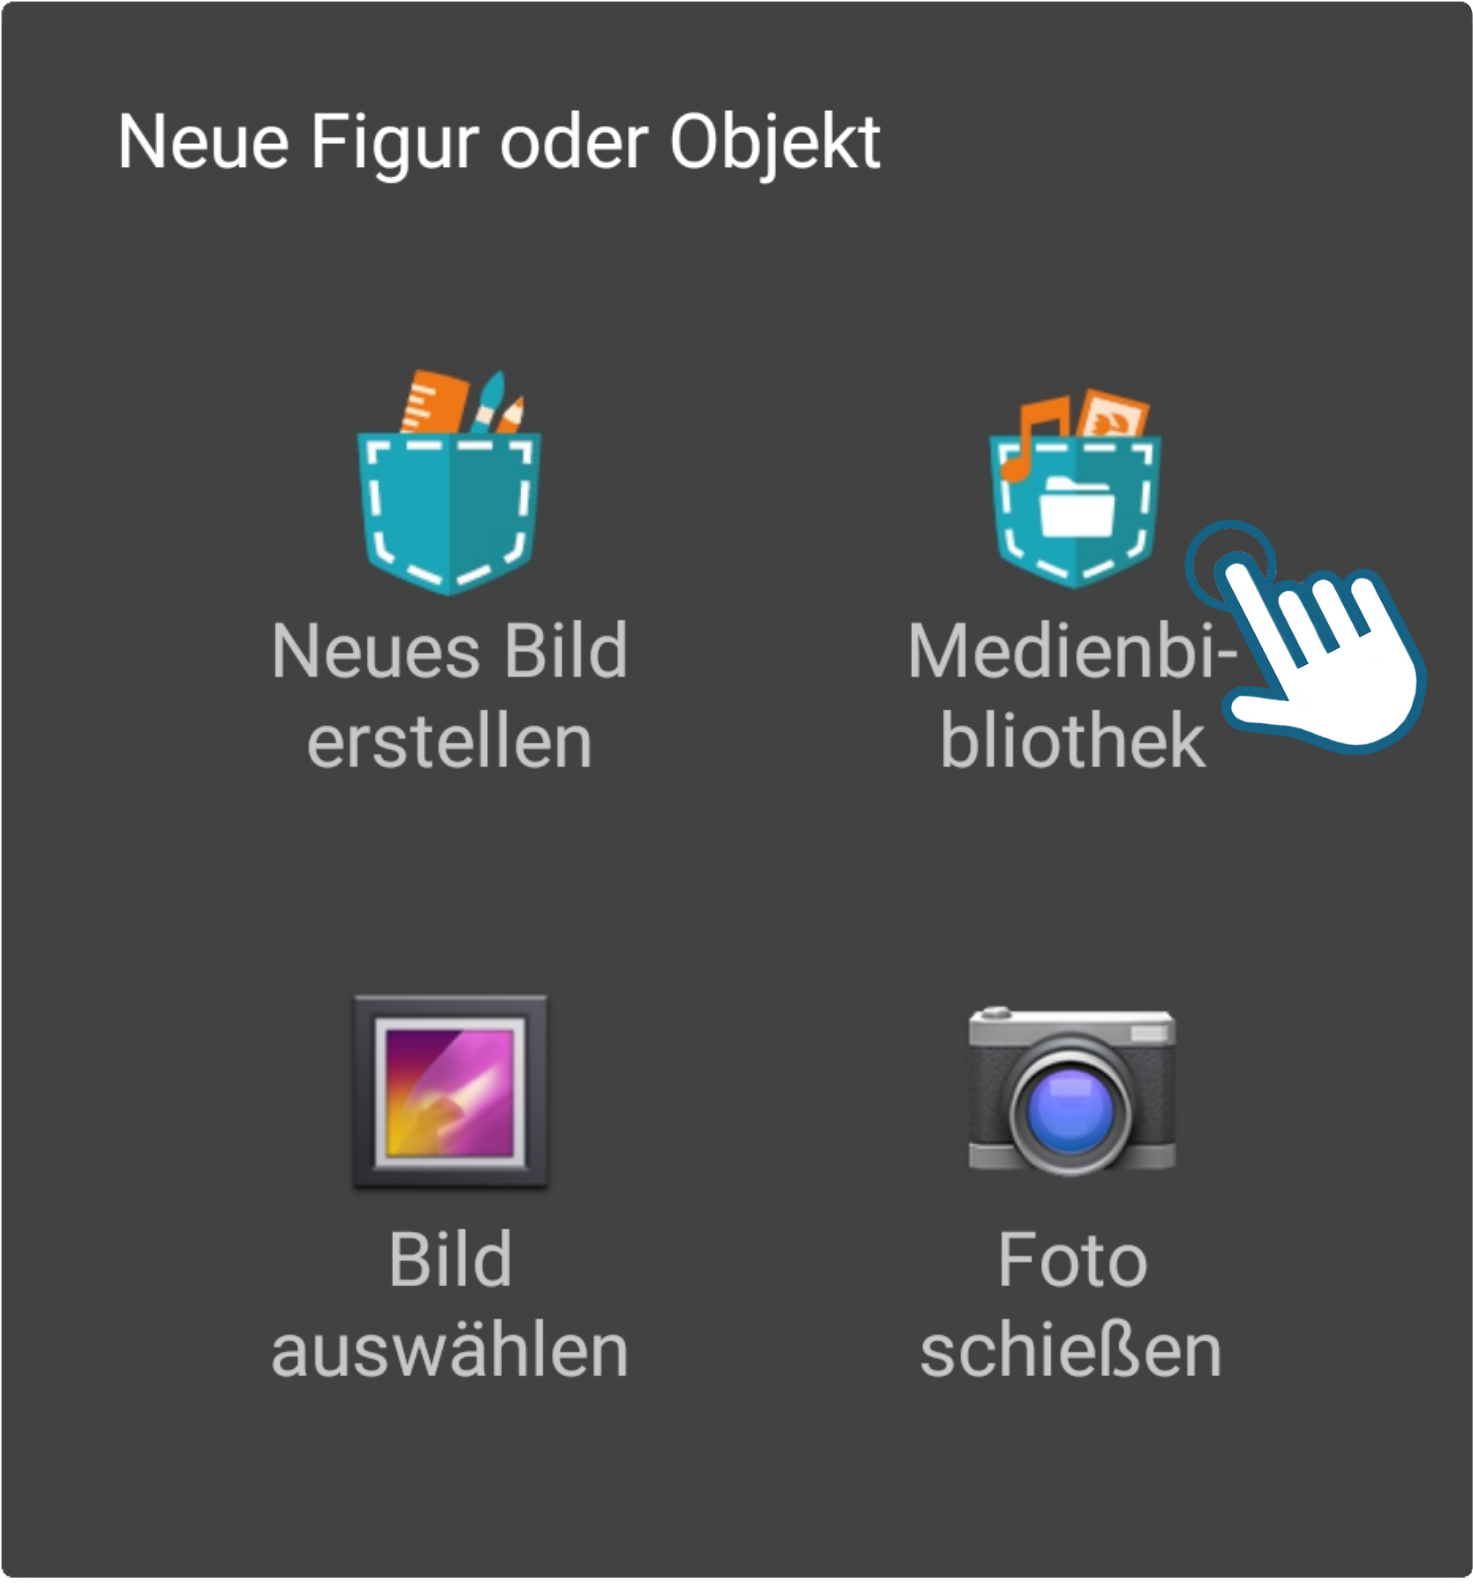 Neue Figur oder Objekt
Neues Bild
erstellen
Medienbi-
bliothek
Bild
auswählen
Foto
schießen